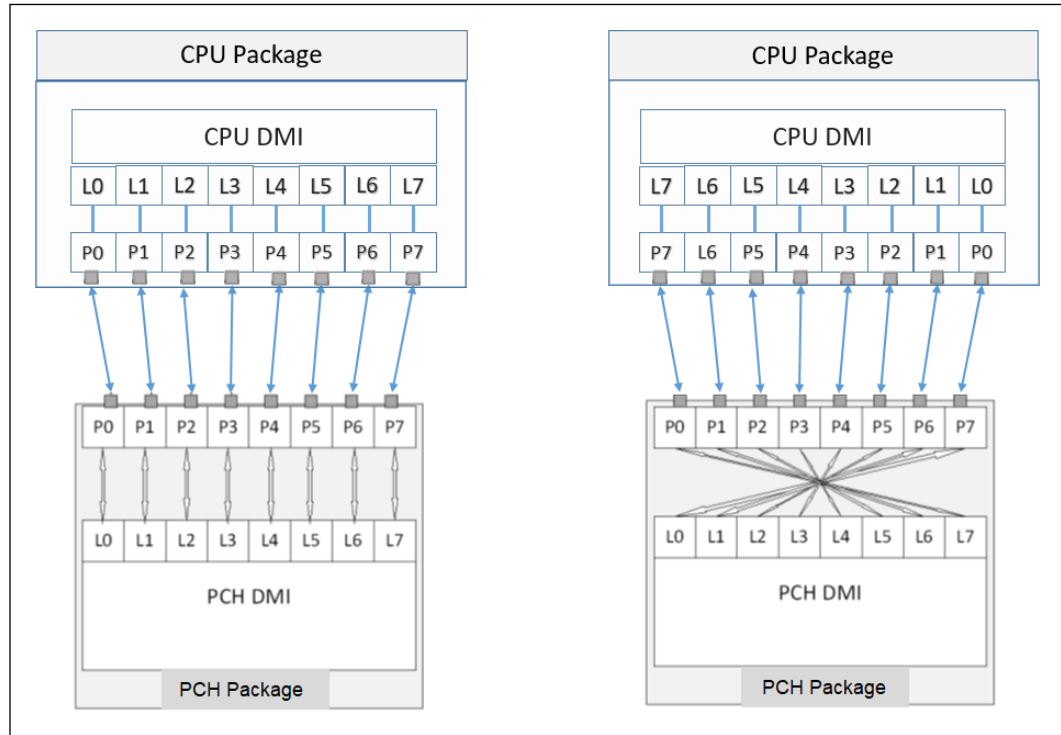 CPU Package
CPU DMI
L0 L1 L2 L3 L4 L5 L6 L7
P0 P1 P2 P3 P4 P5 P6 P7
P0 P1 P2 P3 P4 P5 P6 P7
L0 L1 L2 L3 L4 L5 L6 L7
PCH DMI
PCH Package
CPU Package
CPU DMI
L7 L6 L5 L4 L3 L2 L1 L0
P7 L6 P5 P4 P3 P2 P1 P0
P0 P1 P2 P3 P4 P5 P6 P7
L0 L1 L2 L3 L4 L5 L6 L7
PCH DMI
PCH Package